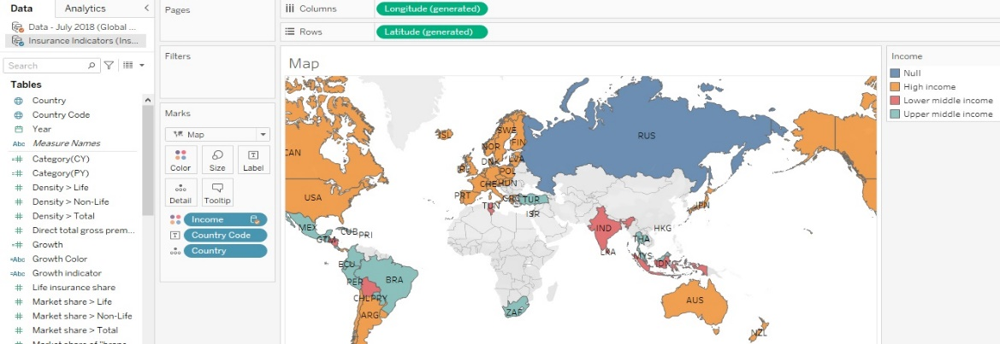 Data
Analytics
Data - July 2018 (Global ...
Insurance Indicators (Ins...
Search
Tables
Country
Country Code
Year
Abc Measure Names
Category(CY)
Category(PY)
Density > Life
Density > Non-Life
Density > Total
Direct total gross prem...
Growth
=Abc Growth Color
=Abc Growth indicator
Life insurance share
Market share > Life
Market share > Non-Life
Market share > Total
Pages
Filters
Marks
Map
Color
Size
T
Label
Detail
Tooltip
Income
T Country Code
Country
Columns
Longitude (generated)
Rows
Latitude (generated)
Map
ISL
SWE
RUS
NOR
FIN
CAN
DNK
LVA
IRL
POL
CHE
HUN
USA
PRT
GRC
TUR
JPN
TUN
ISR
MEX
CUB
PRI
IND
HKG
GTM
THA
LKA
MYS
IDN
ECU
PER
BRA
CHL
PRY
AUS
ARG
ZAF
NZL
Income
Null
High income
Lower middle income
Upper middle income